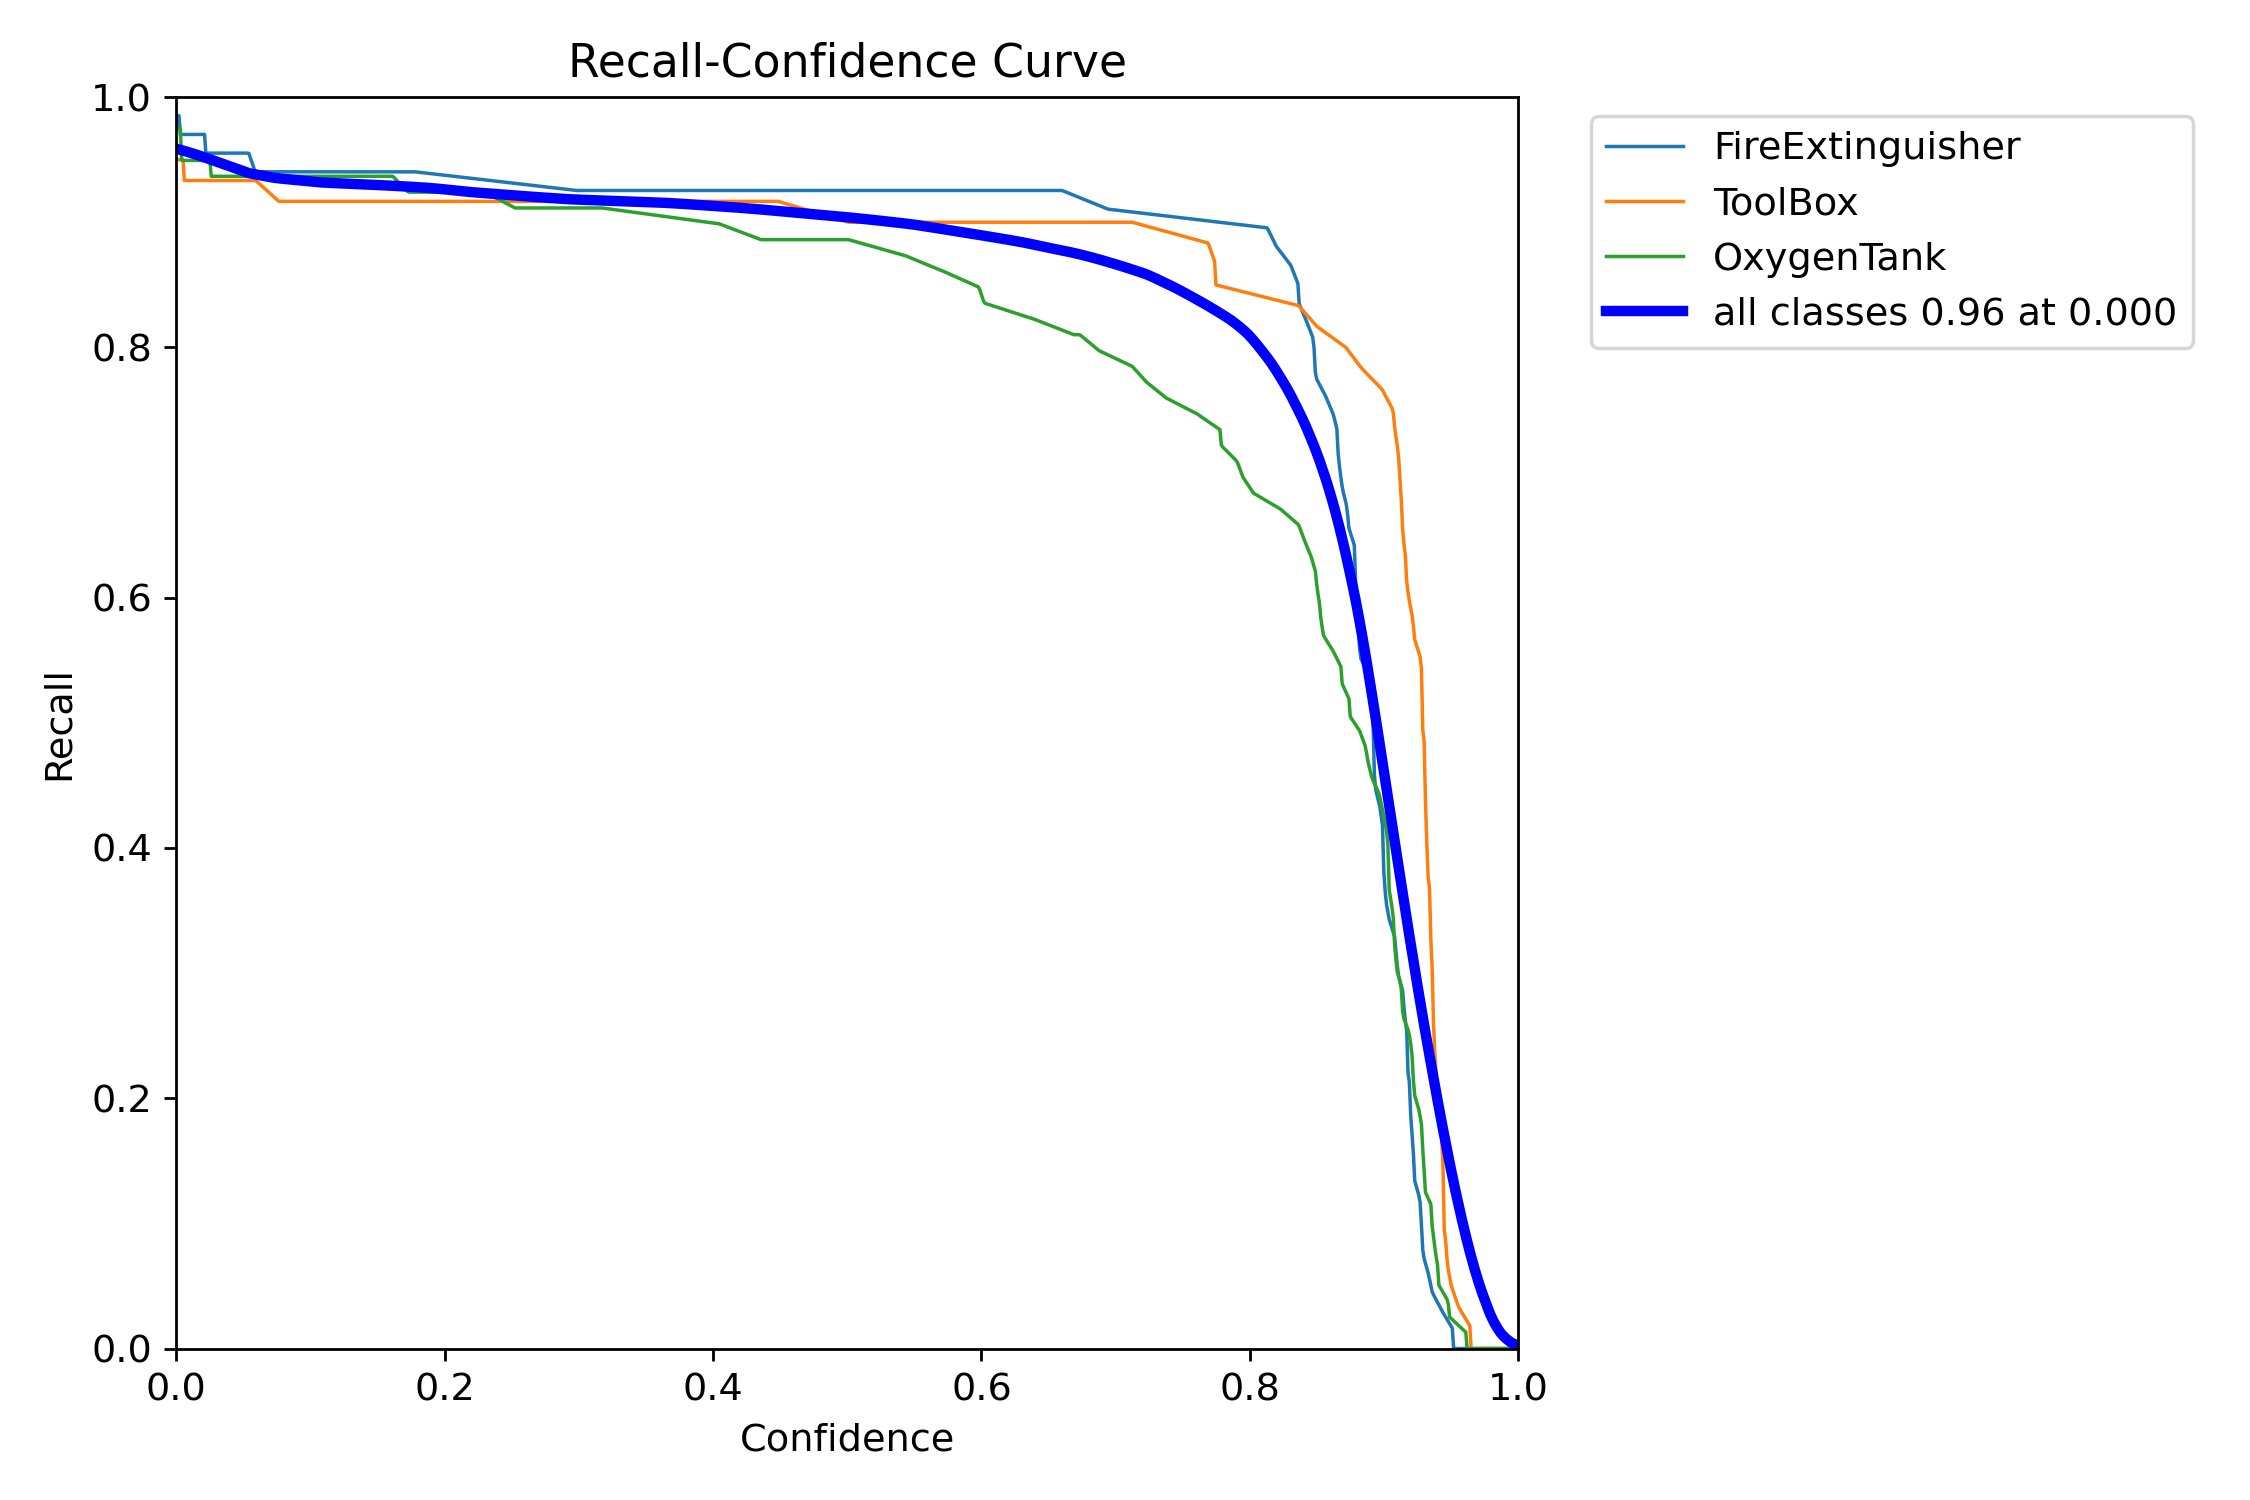 Recall-Confidence Curve
1.0
0.8
0.6
0.4
0.2
0.0
Recall
0.0 0.2 0.4 0.6 0.8 1.0
Confidence
FireExtinguisher
ToolBox
OxygenTank
all classes 0.96 at 0.000